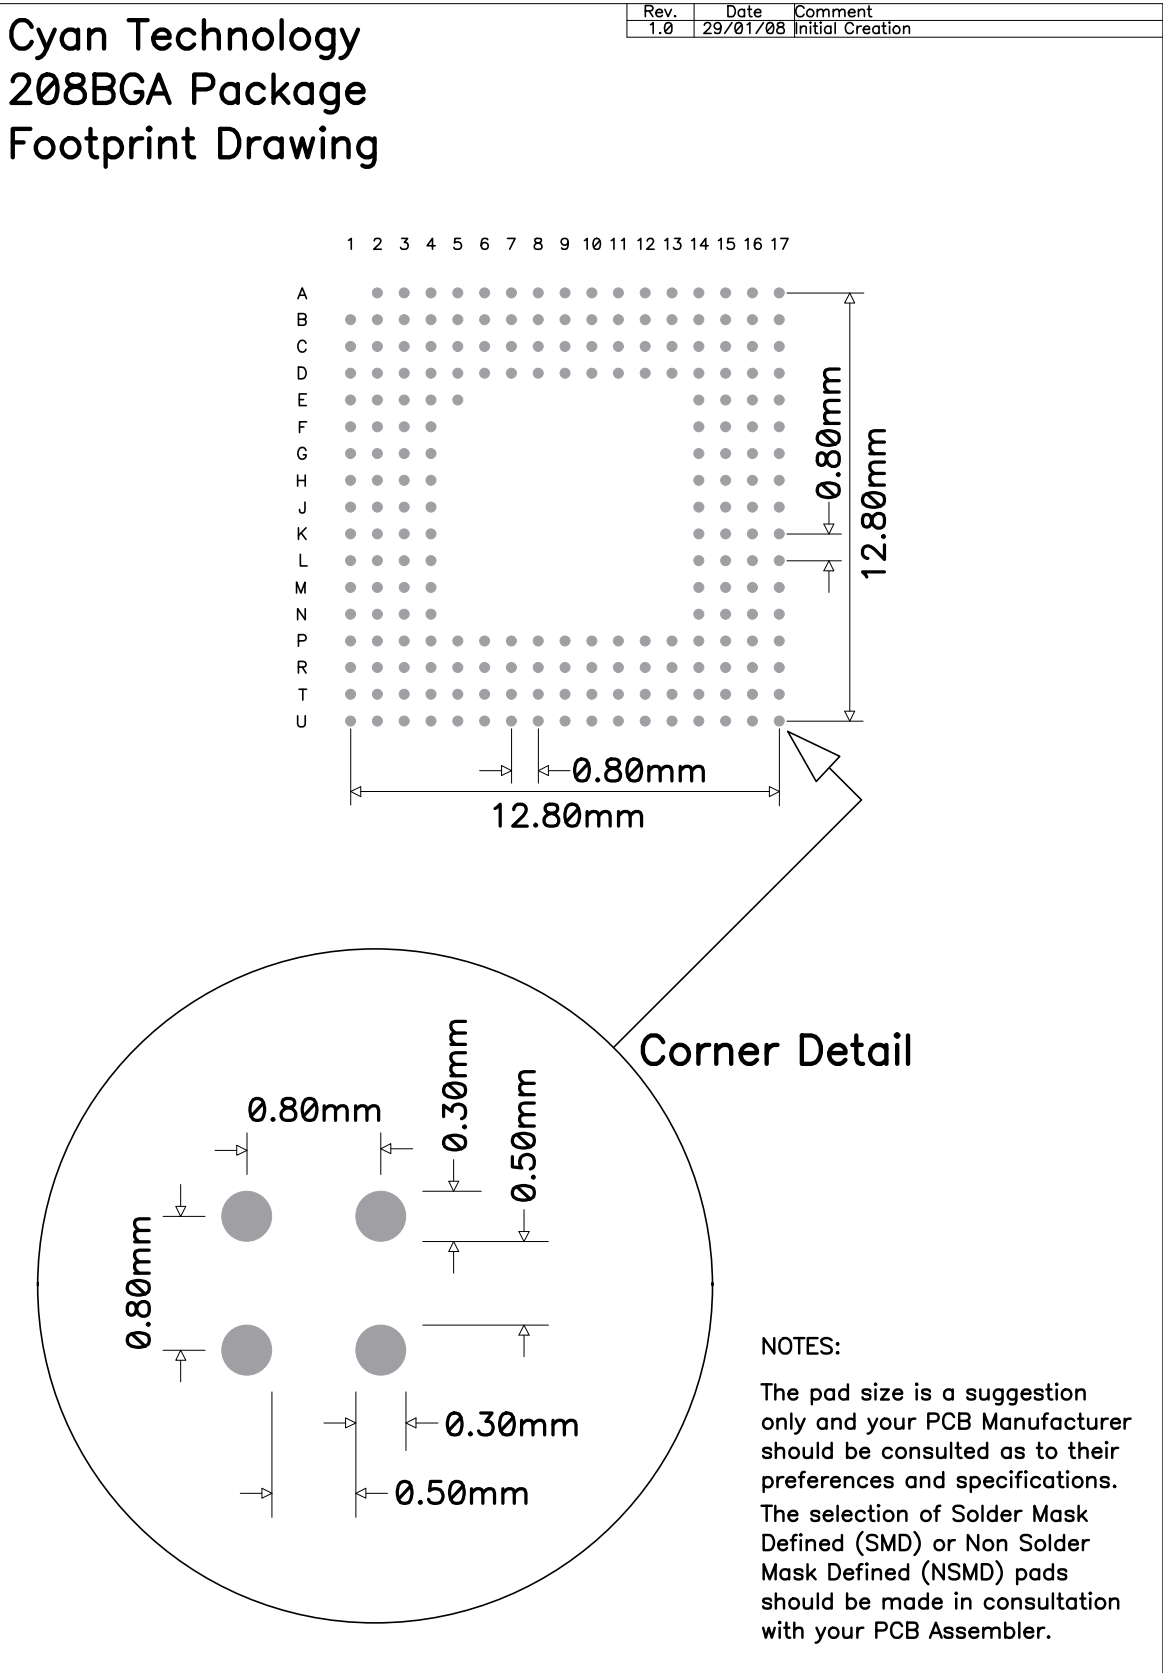 Cyan Technology
208BGA Package
Footprint Drawing
Rev. Date Comment
1.0 29/01/08 Initial Creation
1 2 3 4 5 6 7 8 9 10 11 12 13 14 15 16 17
A
B
C
D
E
F
G
H
J
K
L
M
N
P
R
T
U
0.80mm
12.80mm
0.80mm
12.80mm
Corner Detail
0.80mm
0.30mm
0.50mm
0.80mm
0.30mm
0.50mm
NOTES:
The pad size is a suggestion
only and your PCB Manufacturer
should be consulted as to their
preferences and specifications.
The selection of Solder Mask
Defined (SMD) or Non Solder
Mask Defined (NSMD) pads
should be made in consultation
with your PCB Assembler.